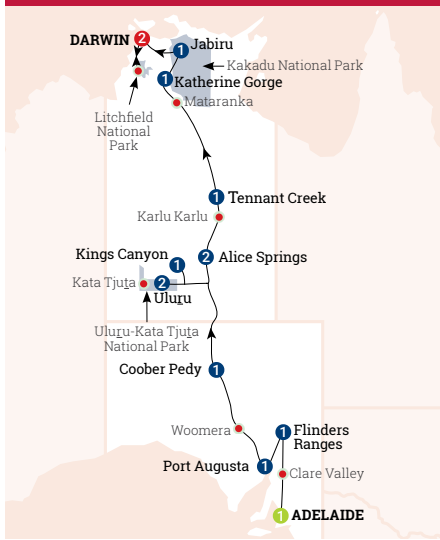 DARWIN 2
1 Jabiru
Kakadu National Park
1 Katherine Gorge
Mataranka
Litchfield
National
Park
1 Tennant Creek
Karlu Karlu
Kings Canyon
1
2 Alice Springs
Kata Tjuṯa
2
Uluṟu
Uluṟu-Kata Tjuṯa
National Park
Coober Pedy 1
Woomera
1 Flinders
Ranges
Port Augusta 1
Clare Valley
1 ADELAIDE